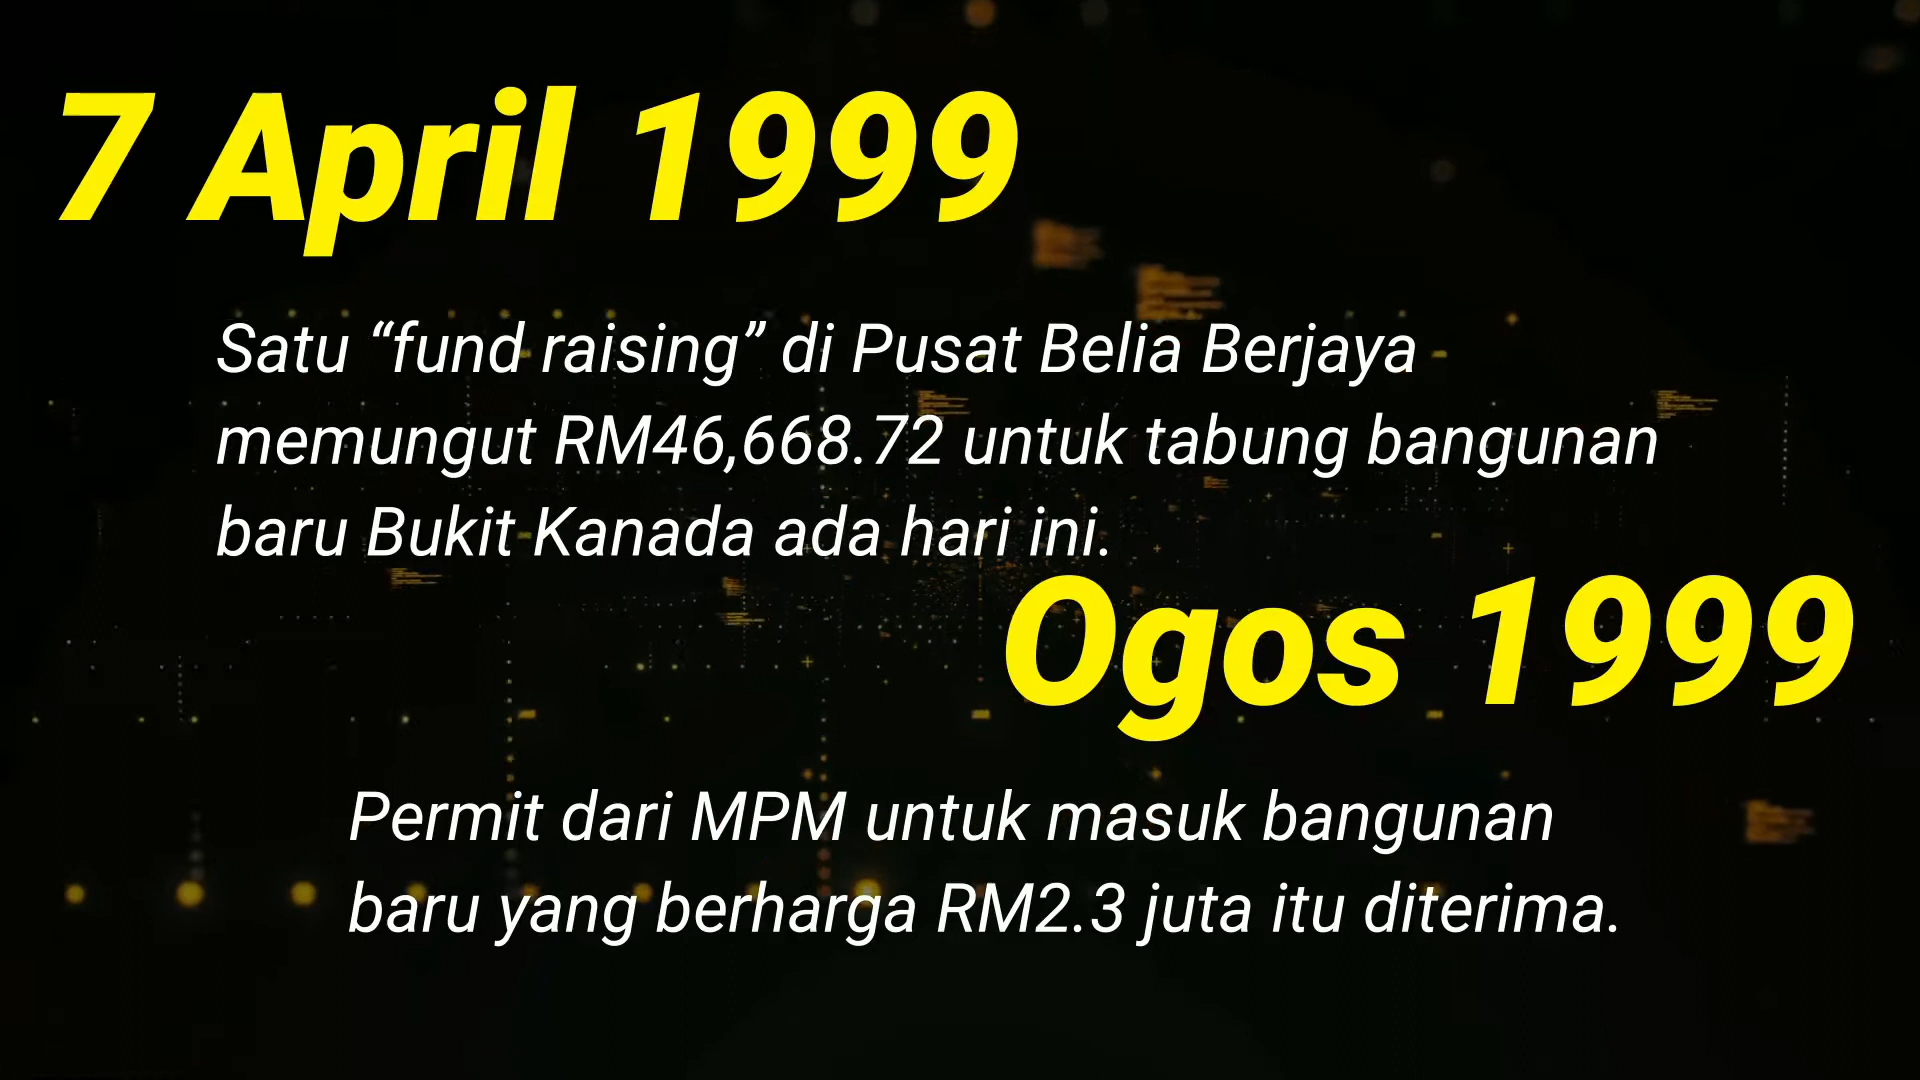 7 April 1999
Satu “fund raising” di Pusat Belia Berjaya
memungut RM46,668.72 untuk tabung bangunan
baru Bukit Kanada ada hari ini.
Ogos 1999
Permit dari MPM untuk masuk bangunan
baru yang berharga RM2.3 juta itu diterima.